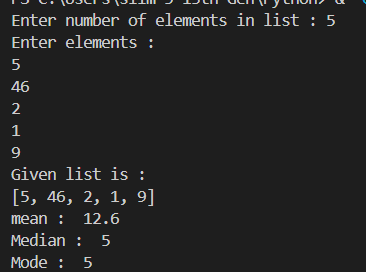 Enter number of elements in list : 5
Enter elements :
5
46
2
1
9
Given list is :
[5, 46, 2, 1, 9]
mean :  12.6
Median :  5
Mode :  5